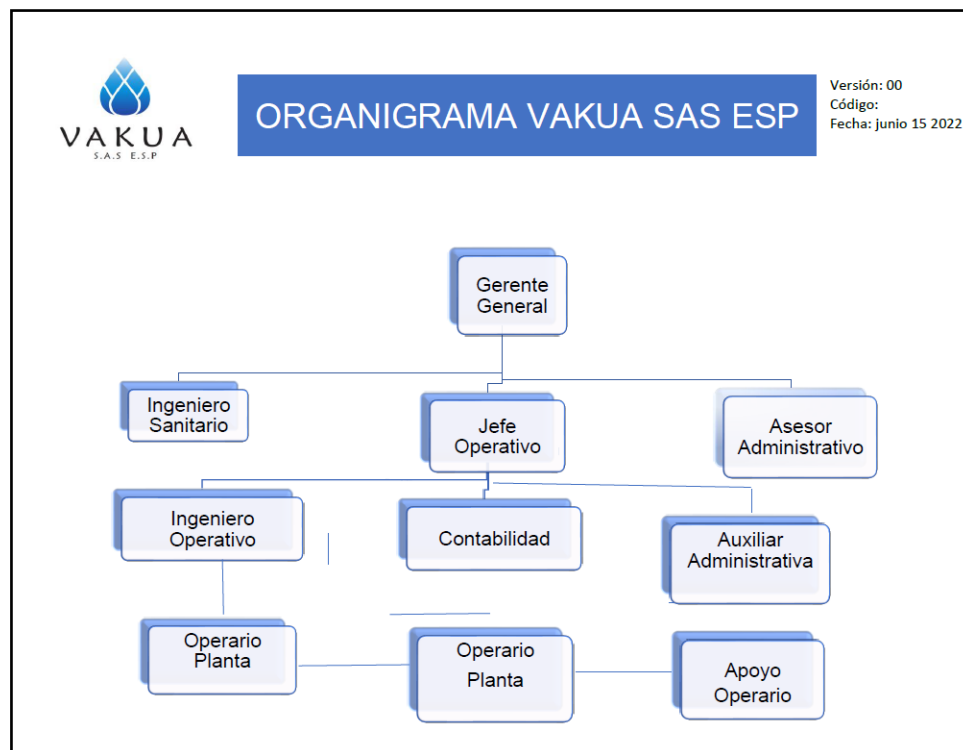 VAKUA
S.A.S E.S.P
ORGANIGRAMA VAKUA SAS ESP
Versión: 00
Código:
Fecha: junio 15 2022
Gerente
General
Ingeniero
Sanitario
Jefe
Operativo
Asesor
Administrativo
Ingeniero
Operativo
Contabilidad
Auxiliar
Administrativa
Operario
Planta
Operario
Planta
Apoyo
Operario